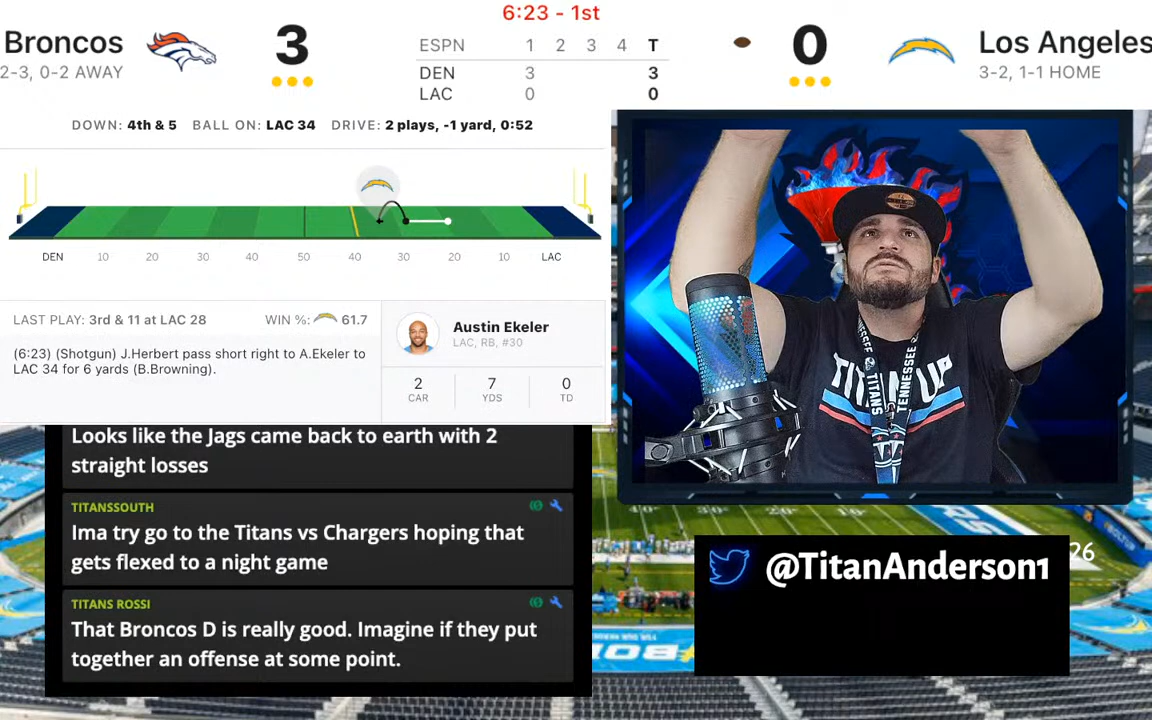 6:23 - 1st
Broncos
2-3, 0-2 AWAY
3
ESPN 1 2 3 4 T
DEN 3 3
LAC 0 0
0
Los Angeles
3-2, 1-1 HOME
DOWN: 4th & 5 BALL ON: LAC 34 DRIVE: 2 plays, -1 yard, 0:52
DEN 10 20 30 40 50 40 30 20 10 LAC
LAST PLAY: 3rd & 11 at LAC 28 WIN %: 61.7
(6:23) (Shotgun) J.Herbert pass short right to A.Ekeler to
LAC 34 for 6 yards (B.Browning).
Austin Ekeler
LAC, RB, #30
2 7 0
CAR YDS TD
TITAN UP
TITANS
TENNESSEE
Looks like the Jags came back to earth with 2
straight losses
TITANSSOUTH
Ima try go to the Titans vs Chargers hoping that
gets flexed to a night game
TITANS ROSSI
That Broncos D is really good. Imagine if they put
together an offense at some point.
@TitanAnderson1
26